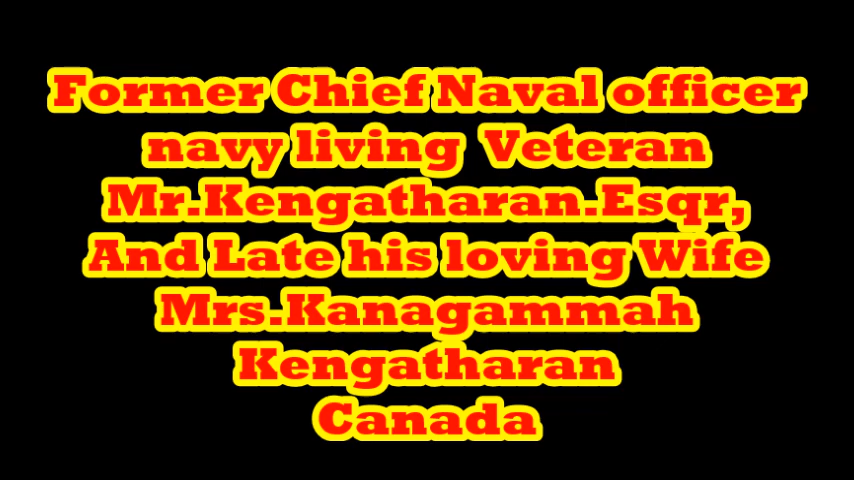 Former Chief Naval officer
navy living Veteran
Mr.Kengatharan.Esqr,
And Late his loving Wife
Mrs.Kanagammah
Kengatharan
Canada